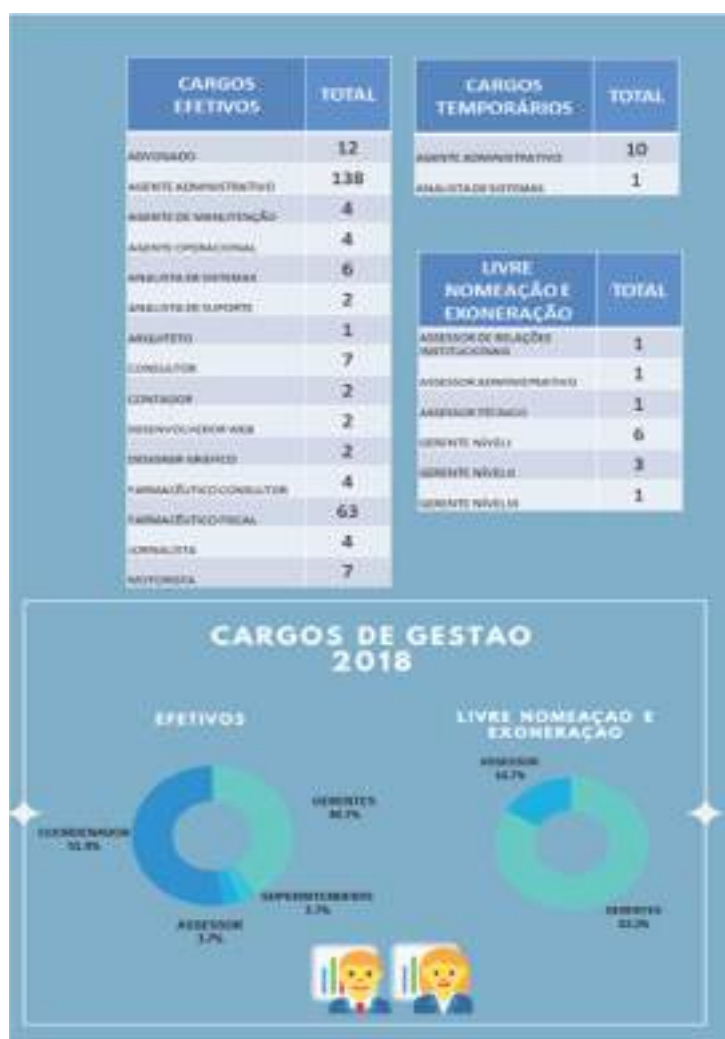 CARGOS
EFETIVOS
TOTAL
ADVOGADO 12
AGENTE ADMINISTRATIVO 138
AGENTE DE MANUTENÇÃO 4
AGENTE OPERACIONAL 4
ANALISTA DE SISTEMAS 6
ANALISTA DE SUPORTE 2
ARQUITETO 1
CONSULTOR 7
CONTADOR 2
DESENVOLVEDOR WEB 2
DESIGNER GRÁFICO 2
FARMACÊUTICO CONSULTOR 4
FARMACÊUTICO FISCAL 63
JORNALISTA 4
MOTORISTA 7
CARGOS
TEMPORÁRIOS
TOTAL
AGENTE ADMINISTRATIVO 10
ANALISTA DE SISTEMAS 1
LIVRE
NOMEAÇÃO E
EXONERAÇÃO
TOTAL
ASSESSOR DE RELAÇÕES
INSTITUCIONAIS 1
ASSESSOR ADMINISTRATIVO 1
ASSESSOR TÉCNICO 1
GERENTE NÍVEL 6
GERENTE NÍVEL 3
GERENTE NÍVEL 1
CARGOS DE GESTAO
2018
EFETIVOS
GERENTES
SUPERINTENDENTES
3.7%
ASSESSOR
3.7%
COORDENADOR
LIVRE NOMEAÇAO E
EXONERAÇÃO
ASSESSOR
GERENTES